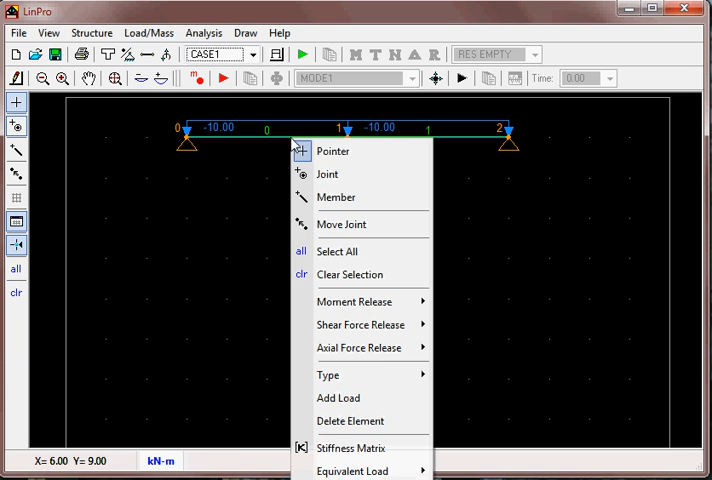 LinPro
File View Structure Load/Mass Analysis Draw Help
CASE1 M T N A R RES EMPTY
m MODE1 Time: 0.00
0 -10.00 0 1 -10.00 1 2
Pointer
Joint
Member
Move Joint
all Select All
clr Clear Selection
Moment Release
Shear Force Release
Axial Force Release
Type
Add Load
Delete Element
[K] Stiffness Matrix
Equivalent Load
all
clr
X= 6.00 Y= 9.00 kN-m